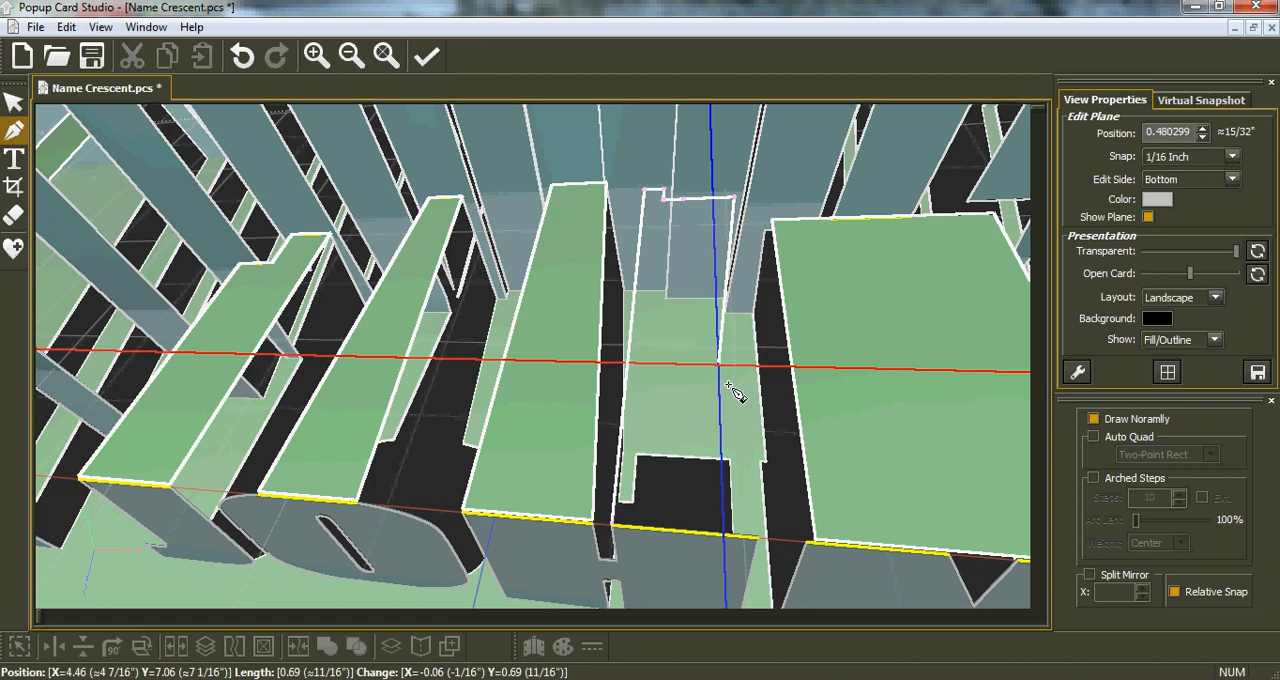 Popup Card Studio - [Name Crescent.pcs *]
File Edit View Window Help
Name Crescent.pcs *
View Properties Virtual Snapshot
Edit Plane
Position: 0.480299 ≈15/32"
Snap: 1/16 Inch
Edit Side: Bottom
Color:
Show Plane:
Presentation
Transparent:
Open Card:
Layout: Landscape
Background:
Show: Fill/Outline
Draw Noramlly
Auto Quad
Two-Point Rect
Arched Steps
Steps: 10
100%
Center
Split Mirror
X: Relative Snap
90°
Position: [X=4.46 (≈4 7/16") Y=7.06 (≈7 1/16")] Length: [0.69 (≈11/16")] Change: [X=-0.06 (-1/16") Y=0.69 (11/16")]
NUM